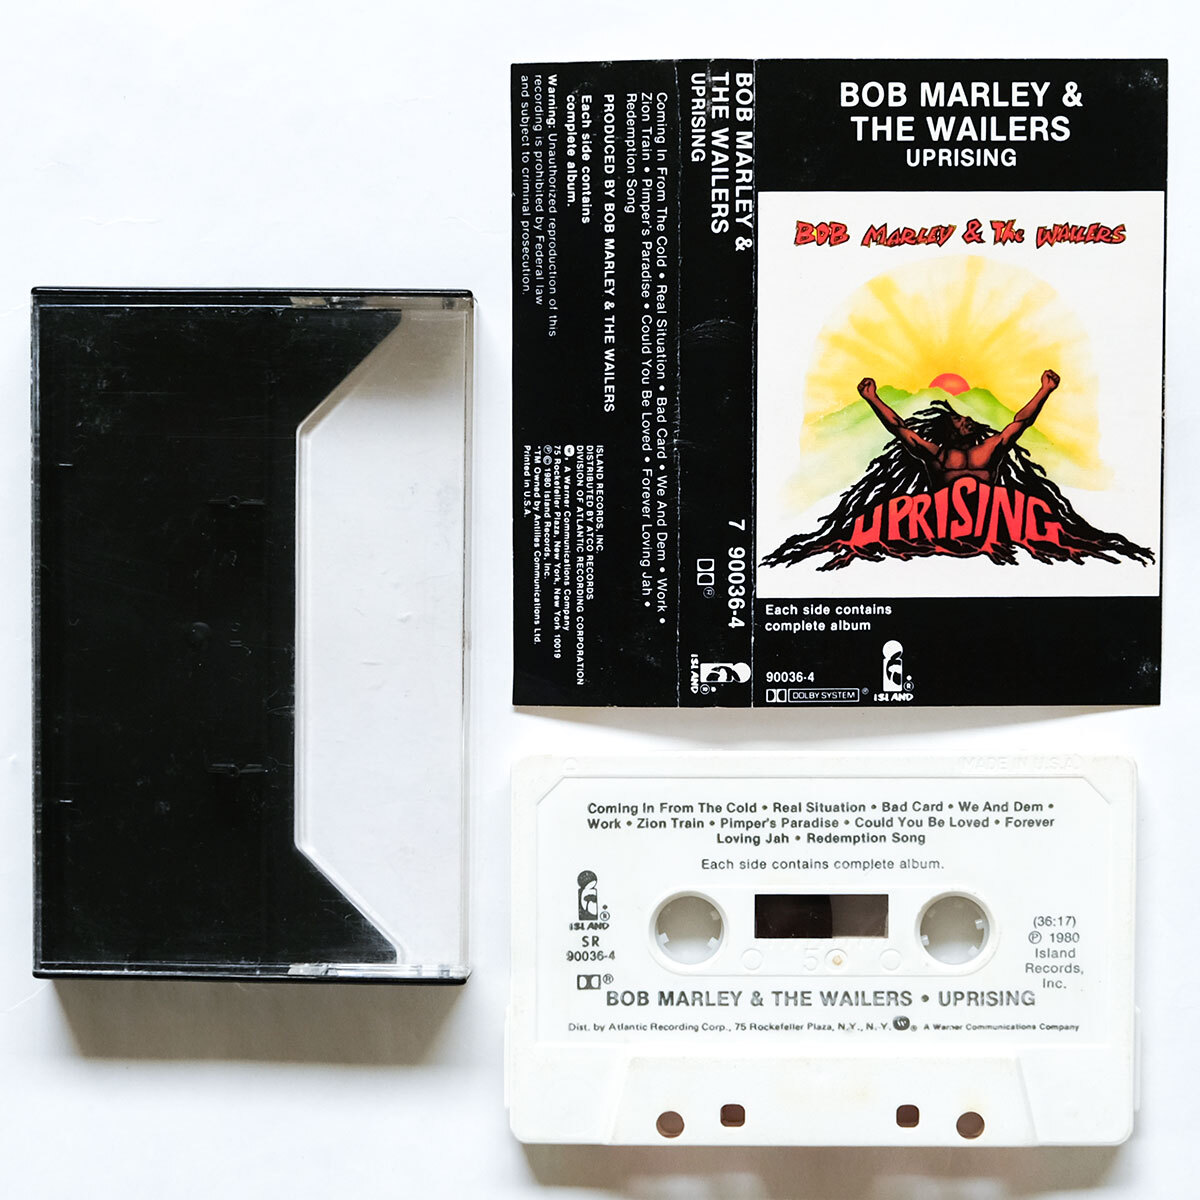 BOB MARLEY &
THE WAILERS
UPRISING
BOB MARLEY & THE WAILERS
UPRISING
Each side contains
complete album
90036-4
DOLBY SYSTEM ®
ISLAND ®
BOB MARLEY &
THE WAILERS
UPRISING
7 90036-4
®
ISLAND ®
Coming In From The Cold • Real Situation • Bad Card • We And Dem • Work •
Zion Train • Pimper's Paradise • Could You Be Loved • Forever Loving Jah •
Redemption Song
PRODUCED BY BOB MARLEY & THE WAILERS
Each side contains
complete album.
Warning: Unauthorized reproduction of this
recording is prohibited by Federal law
and subject to criminal prosecution.
ISLAND RECORDS, INC.
DISTRIBUTED BY ATCO RECORDS
DIVISION OF ATLANTIC RECORDING CORPORATION
, A Warner Communications Company
75 Rockefeller Plaza, New York, New York 10019
℗ © 1980 Island Records, Inc.
*TM Owned by Antilles Communications Ltd.
Printed in U.S.A.
MADE IN U.S.A.
Coming In From The Cold • Real Situation • Bad Card • We And Dem •
Work • Zion Train • Pimper's Paradise • Could You Be Loved • Forever
Loving Jah • Redemption Song
Each side contains complete album.
ISLAND ®
SR
90036-4
®
(36:17)
℗ 1980
Island
Records,
Inc.
BOB MARLEY & THE WAILERS • UPRISING
Dist. by Atlantic Recording Corp., 75 Rockefeller Plaza, N.Y., N.Y. ® A Warner Communications Company